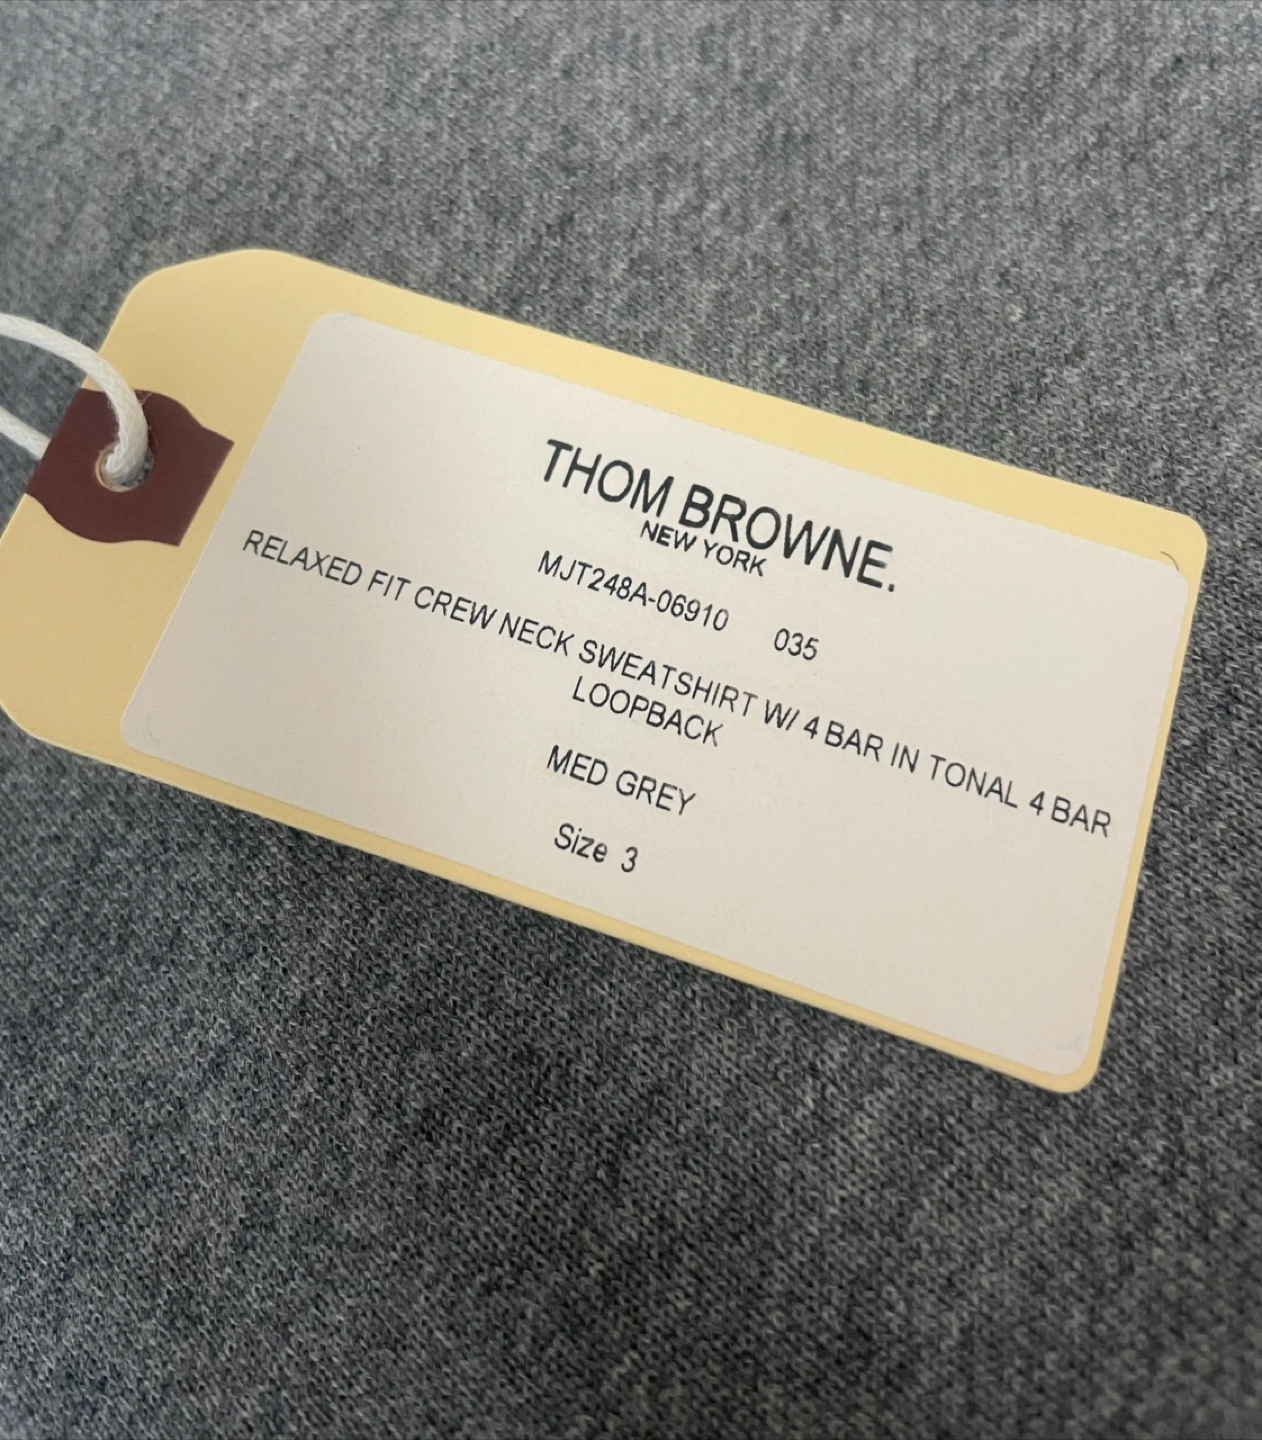 THOM BROWNE.
NEW YORK
MJT248A-06910 035
RELAXED FIT CREW NECK SWEATSHIRT W/ 4 BAR IN TONAL 4 BAR
LOOPBACK
MED GREY
Size 3